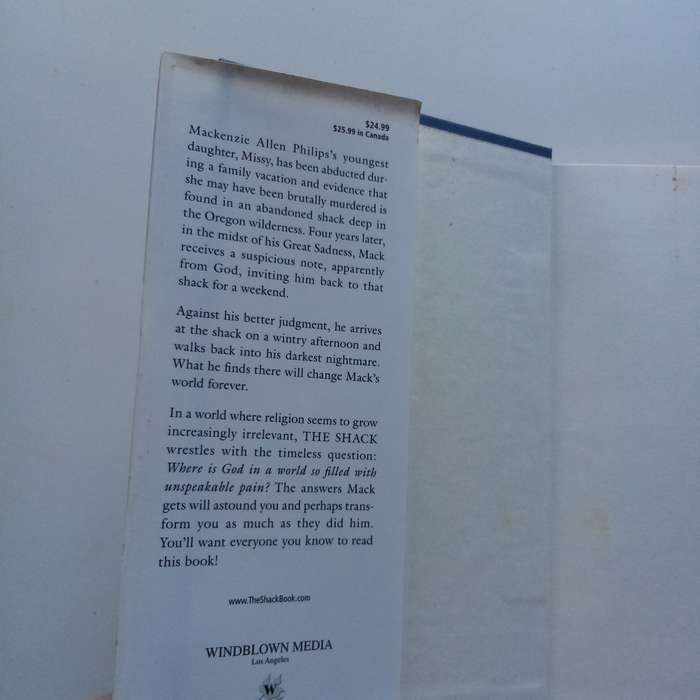 $24.99
$25.99 in Canada
Mackenzie Allen Philips's youngest
daughter, Missy, has been abducted dur-
ing a family vacation and evidence that
she may have been brutally murdered is
found in an abandoned shack deep in
the Oregon wilderness. Four years later,
in the midst of his Great Sadness, Mack
receives a suspicious note, apparently
from God, inviting him back to that
shack for a weekend.
Against his better judgment, he arrives
at the shack on a wintry afternoon and
walks back into his darkest nightmare.
What he finds there will change Mack's
world forever.
In a world where religion seems to grow
increasingly irrelevant, THE SHACK
wrestles with the timeless question:
Where is God in a world so filled with
unspeakable pain? The answers Mack
gets will astound you and perhaps trans-
form you as much as they did him.
You'll want everyone you know to read
this book!
www.TheShackBook.com
WINDBLOWN MEDIA
Los Angeles
W